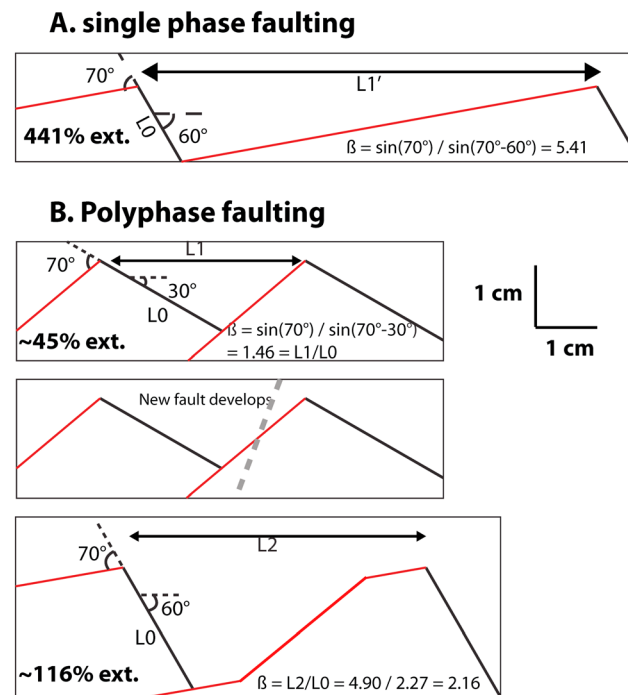 A. single phase faulting
70°
L1'
L0
60°
441% ext.
ß = sin(70°) / sin(70°-60°) = 5.41
B. Polyphase faulting
L1
70°
30°
L0
~45% ext.
ß = sin(70°) / sin(70°-30°)
= 1.46 = L1/L0
1 cm
1 cm
New fault develops
L2
70°
60°
L0
~116% ext.
ß = L2/L0 = 4.90 / 2.27 = 2.16